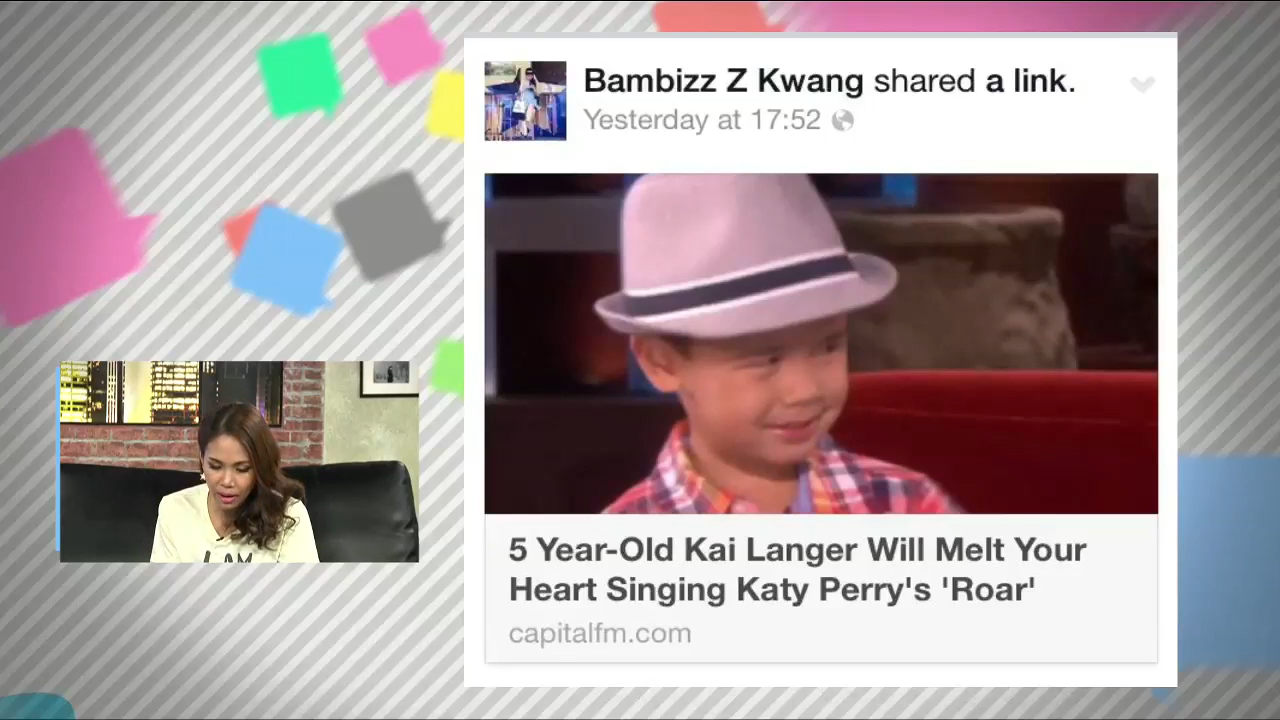 Bambizz Z Kwang shared a link.
Yesterday at 17:52
5 Year-Old Kai Langer Will Melt Your
Heart Singing Katy Perry's 'Roar'
capitalfm.com
I AM